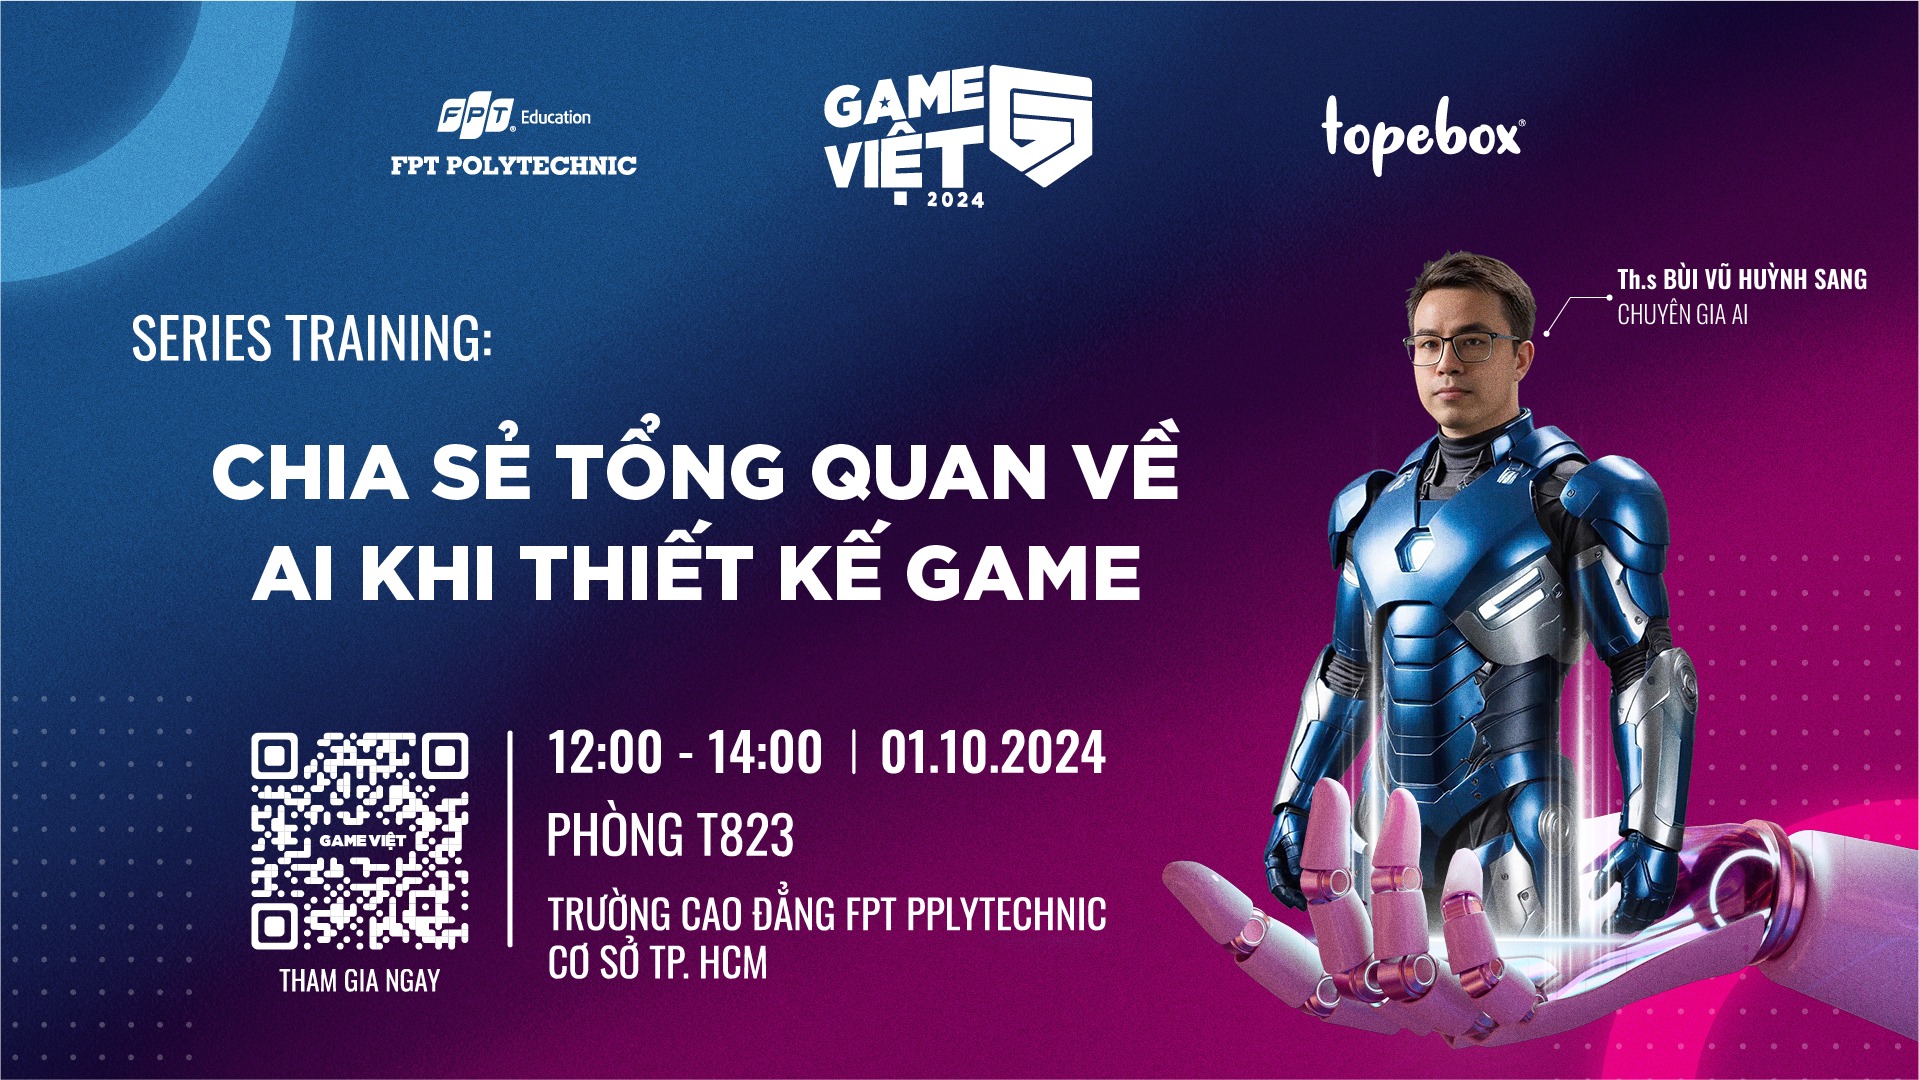 FPT Education
FPT POLYTECHNIC
GAME
VIỆT
2024
topebox®
Th.s BÙI VŨ HUỲNH SANG
CHUYÊN GIA AI
SERIES TRAINING:
CHIA SẺ TỔNG QUAN VỀ
AI KHI THIẾT KẾ GAME
GAME VIỆT
THAM GIA NGAY
12:00 - 14:00 | 01.10.2024
PHÒNG T823
TRƯỜNG CAO ĐẲNG FPT PPLYTECHNIC
CƠ SỞ TP. HCM